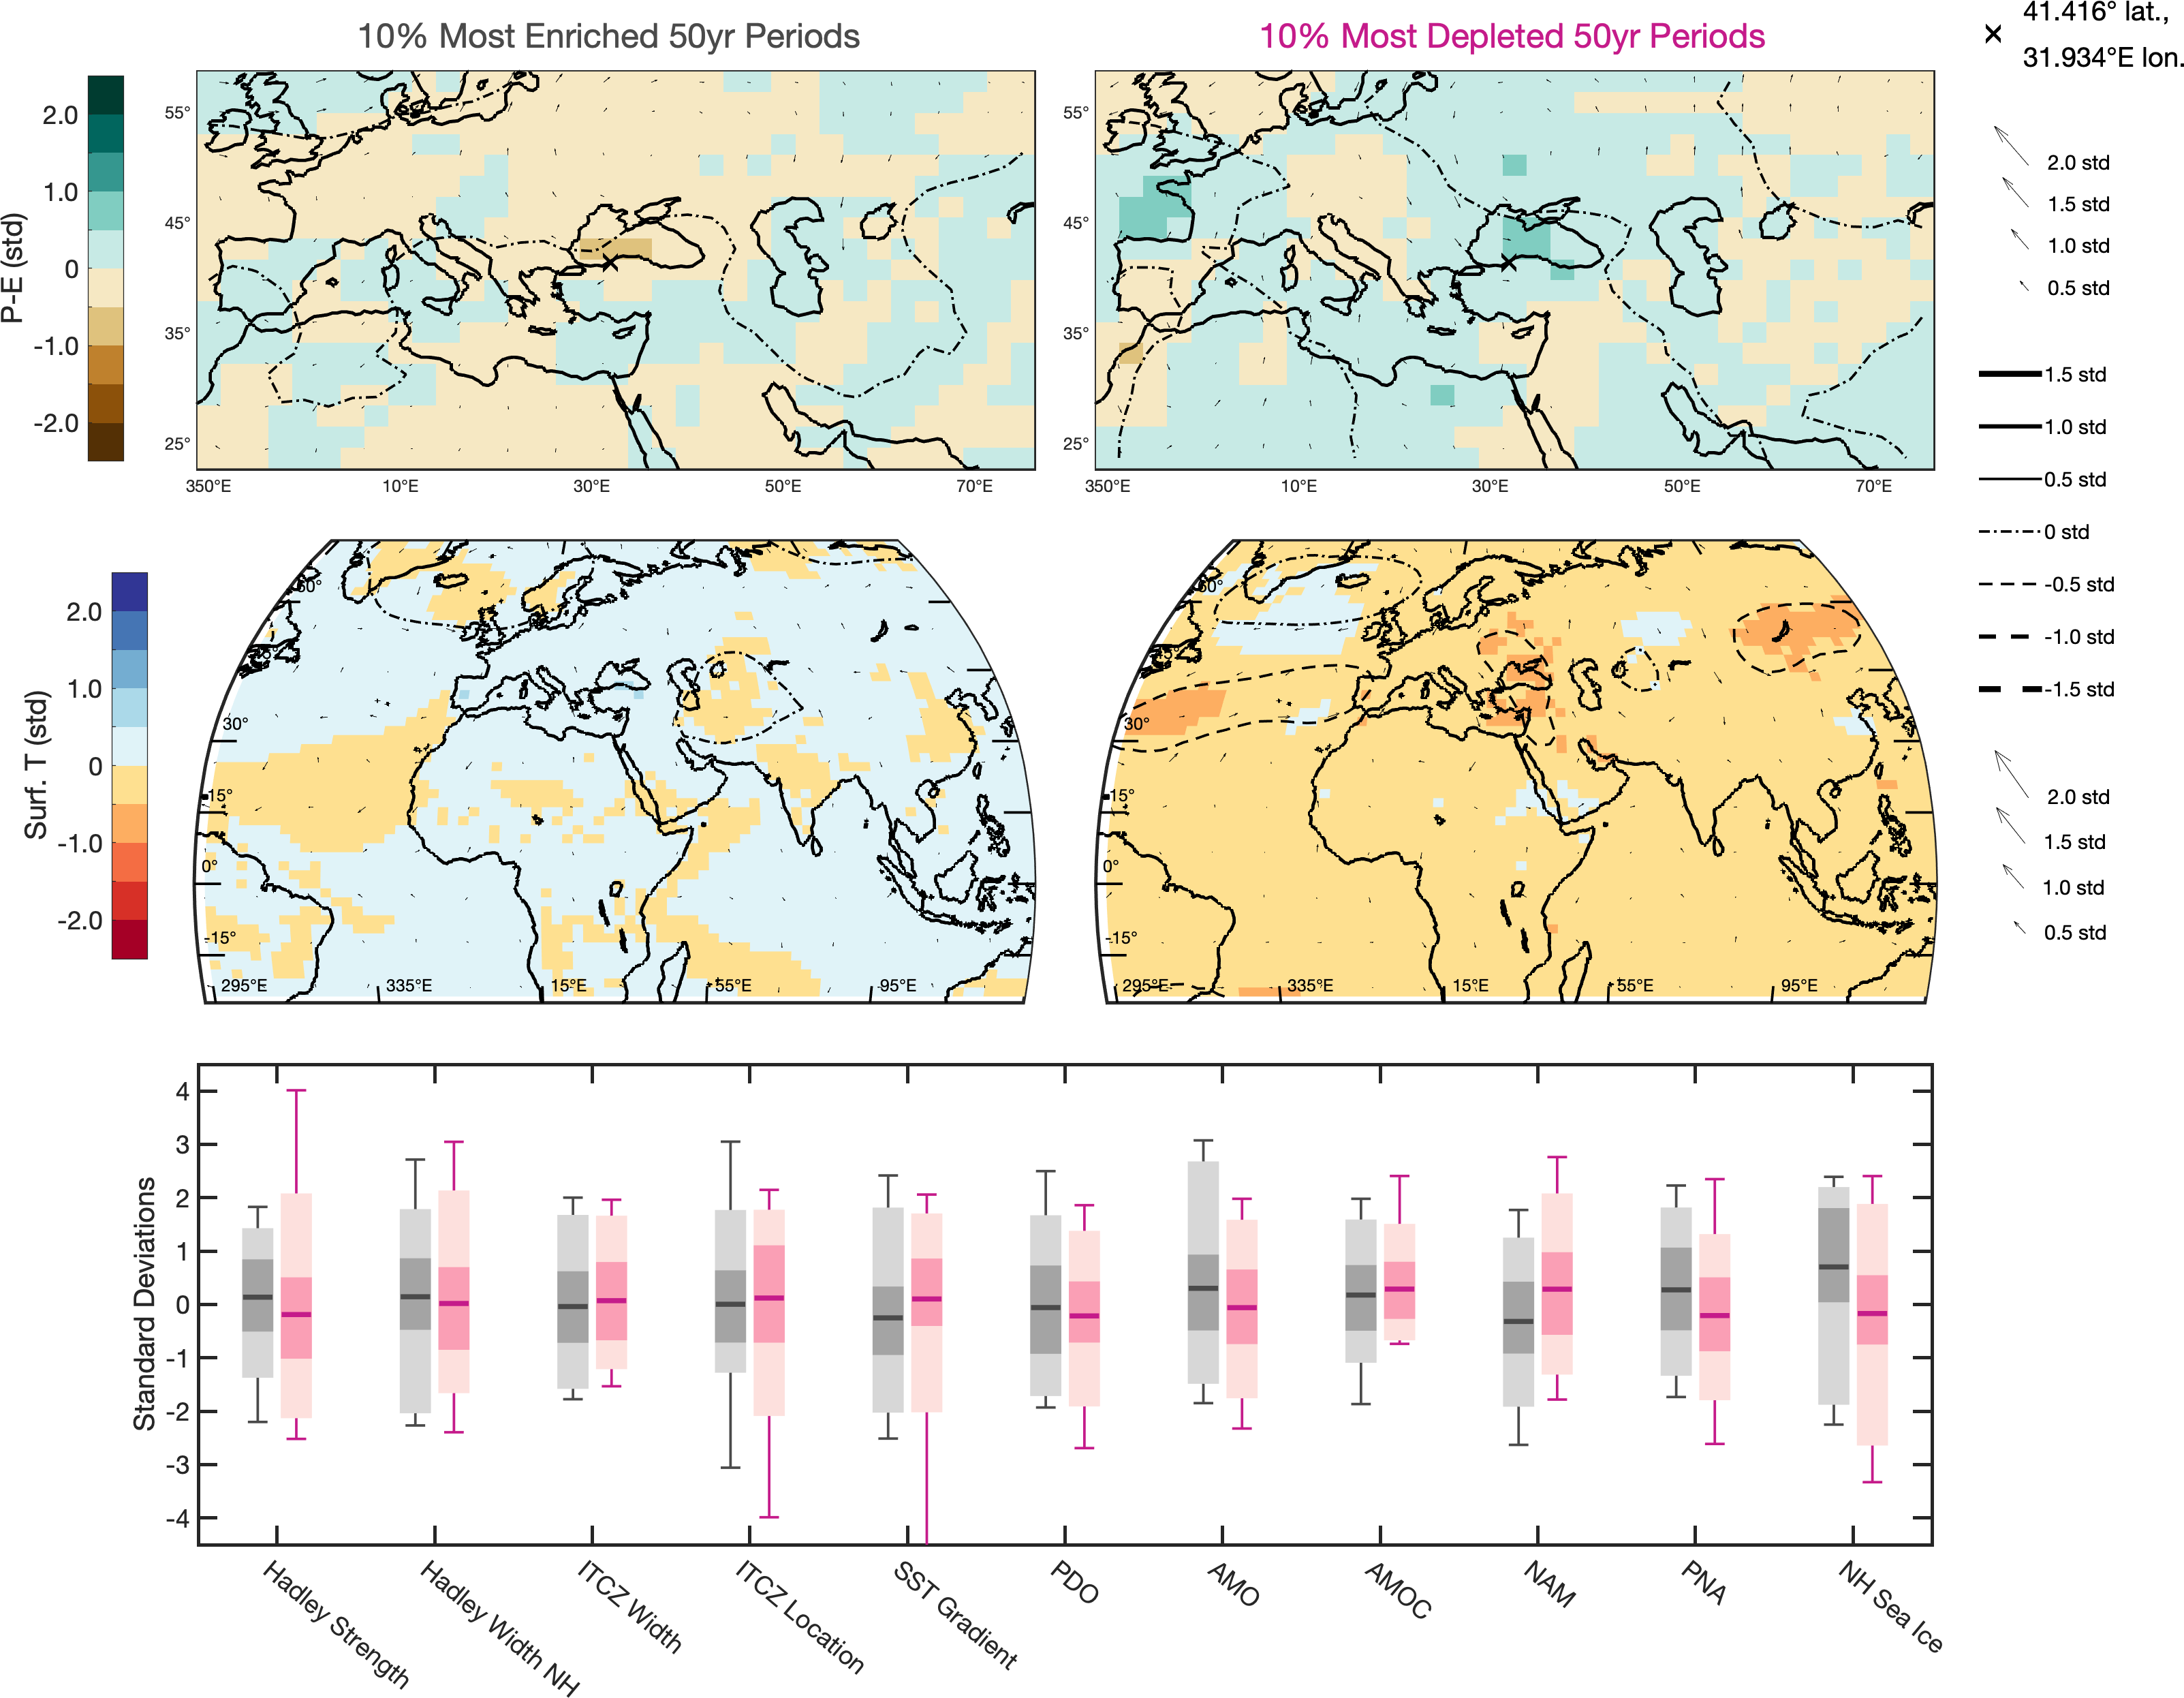 10% Most Enriched 50yr Periods
10% Most Depleted 50yr Periods
41.416° lat.,
31.934°E lon.
P-E (std)
2.0
1.0
0
-1.0
-2.0
55°
45°
35°
25°
350°E 10°E 30°E 50°E 70°E
55°
45°
35°
25°
350°E 10°E 30°E 50°E 70°E
2.0 std
1.5 std
1.0 std
0.5 std
1.5 std
1.0 std
0.5 std
0 std
-0.5 std
-1.0 std
-1.5 std
Surf. T (std)
2.0
1.0
0
-1.0
-2.0
30°
15°
0°
-15°
295°E 335°E 15°E 55°E 95°E
30°
15°
0°
-15°
295°E 335°E 15°E 55°E 95°E
2.0 std
1.5 std
1.0 std
0.5 std
Standard Deviations
4
3
2
1
0
-1
-2
-3
-4
Hadley Strength
Hadley Width NH
ITCZ Width
ITCZ Location
SST Gradient
PDO
AMO
AMOC
NAM
PNA
NH Sea Ice